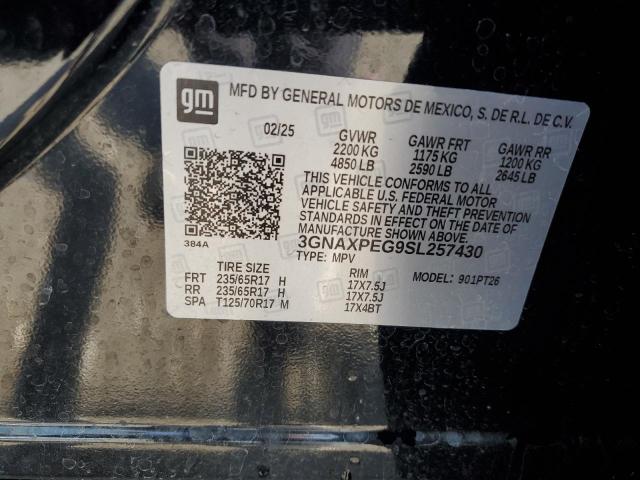 gm
MFD BY GENERAL MOTORS DE MEXICO, S. DE R.L. DE C.V.
02/25 GVWR GAWR FRT GAWR RR
2200 KG 1175 KG 1200 KG
4850 LB 2590 LB 2645 LB
THIS VEHICLE CONFORMS TO ALL
APPLICABLE U.S. FEDERAL MOTOR
VEHICLE SAFETY AND THEFT PREVENTION
STANDARDS IN EFFECT ON THE DATE OF
MANUFACTURE SHOWN ABOVE.
384A 3GNAXPEG9SL257430
TYPE: MPV
TIRE SIZE RIM MODEL: 901PT26
FRT 235/65R17 H 17X7.5J
RR 235/65R17 H 17X7.5J
SPA T125/70R17 M 17X4BT